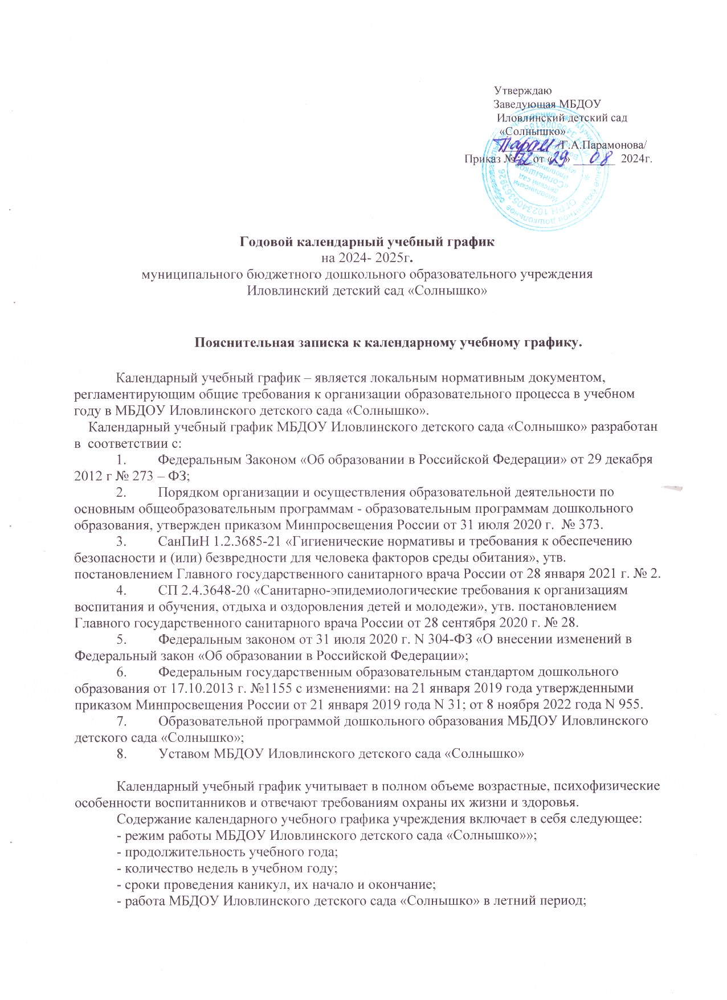 Утверждаю
Заведующая МБДОУ
Иловлинский детский сад
«Солнышко»
Парам /Г.А.Парамонова/
Приказ № 72 от «29» 08 2024г.
Годовой календарный учебный график
на 2024- 2025г.
муниципального бюджетного дошкольного образовательного учреждения
Иловлинский детский сад «Солнышко»
Пояснительная записка к календарному учебному графику.
Календарный учебный график – является локальным нормативным документом,
регламентирующим общие требования к организации образовательного процесса в учебном
году в МБДОУ Иловлинского детского сада «Солнышко».
Календарный учебный график МБДОУ Иловлинского детского сада «Солнышко» разработан
в соответствии с:
1. Федеральным Законом «Об образовании в Российской Федерации» от 29 декабря
2012 г № 273 – ФЗ;
2. Порядком организации и осуществления образовательной деятельности по
основным общеобразовательным программам - образовательным программам дошкольного
образования, утвержден приказом Минпросвещения России от 31 июля 2020 г. № 373.
3. СанПиН 1.2.3685-21 «Гигиенические нормативы и требования к обеспечению
безопасности и (или) безвредности для человека факторов среды обитания», утв.
постановлением Главного государственного санитарного врача России от 28 января 2021 г. № 2.
4. СП 2.4.3648-20 «Санитарно-эпидемиологические требования к организациям
воспитания и обучения, отдыха и оздоровления детей и молодежи», утв. постановлением
Главного государственного санитарного врача России от 28 сентября 2020 г. № 28.
5. Федеральным законом от 31 июля 2020 г. N 304-ФЗ «О внесении изменений в
Федеральный закон «Об образовании в Российской Федерации»;
6. Федеральным государственным образовательным стандартом дошкольного
образования от 17.10.2013 г. №1155 с изменениями: на 21 января 2019 года утвержденными
приказом Минпросвещения России от 21 января 2019 года N 31; от 8 ноября 2022 года N 955.
7. Образовательной программой дошкольного образования МБДОУ Иловлинского
детского сада «Солнышко»;
8. Уставом МБДОУ Иловлинского детского сада «Солнышко»
Календарный учебный график учитывает в полном объеме возрастные, психофизические
особенности воспитанников и отвечают требованиям охраны их жизни и здоровья.
Содержание календарного учебного графика учреждения включает в себя следующее:
- режим работы МБДОУ Иловлинского детского сада «Солнышко»»;
- продолжительность учебного года;
- количество недель в учебном году;
- сроки проведения каникул, их начало и окончание;
- работа МБДОУ Иловлинского детского сада «Солнышко» в летний период;